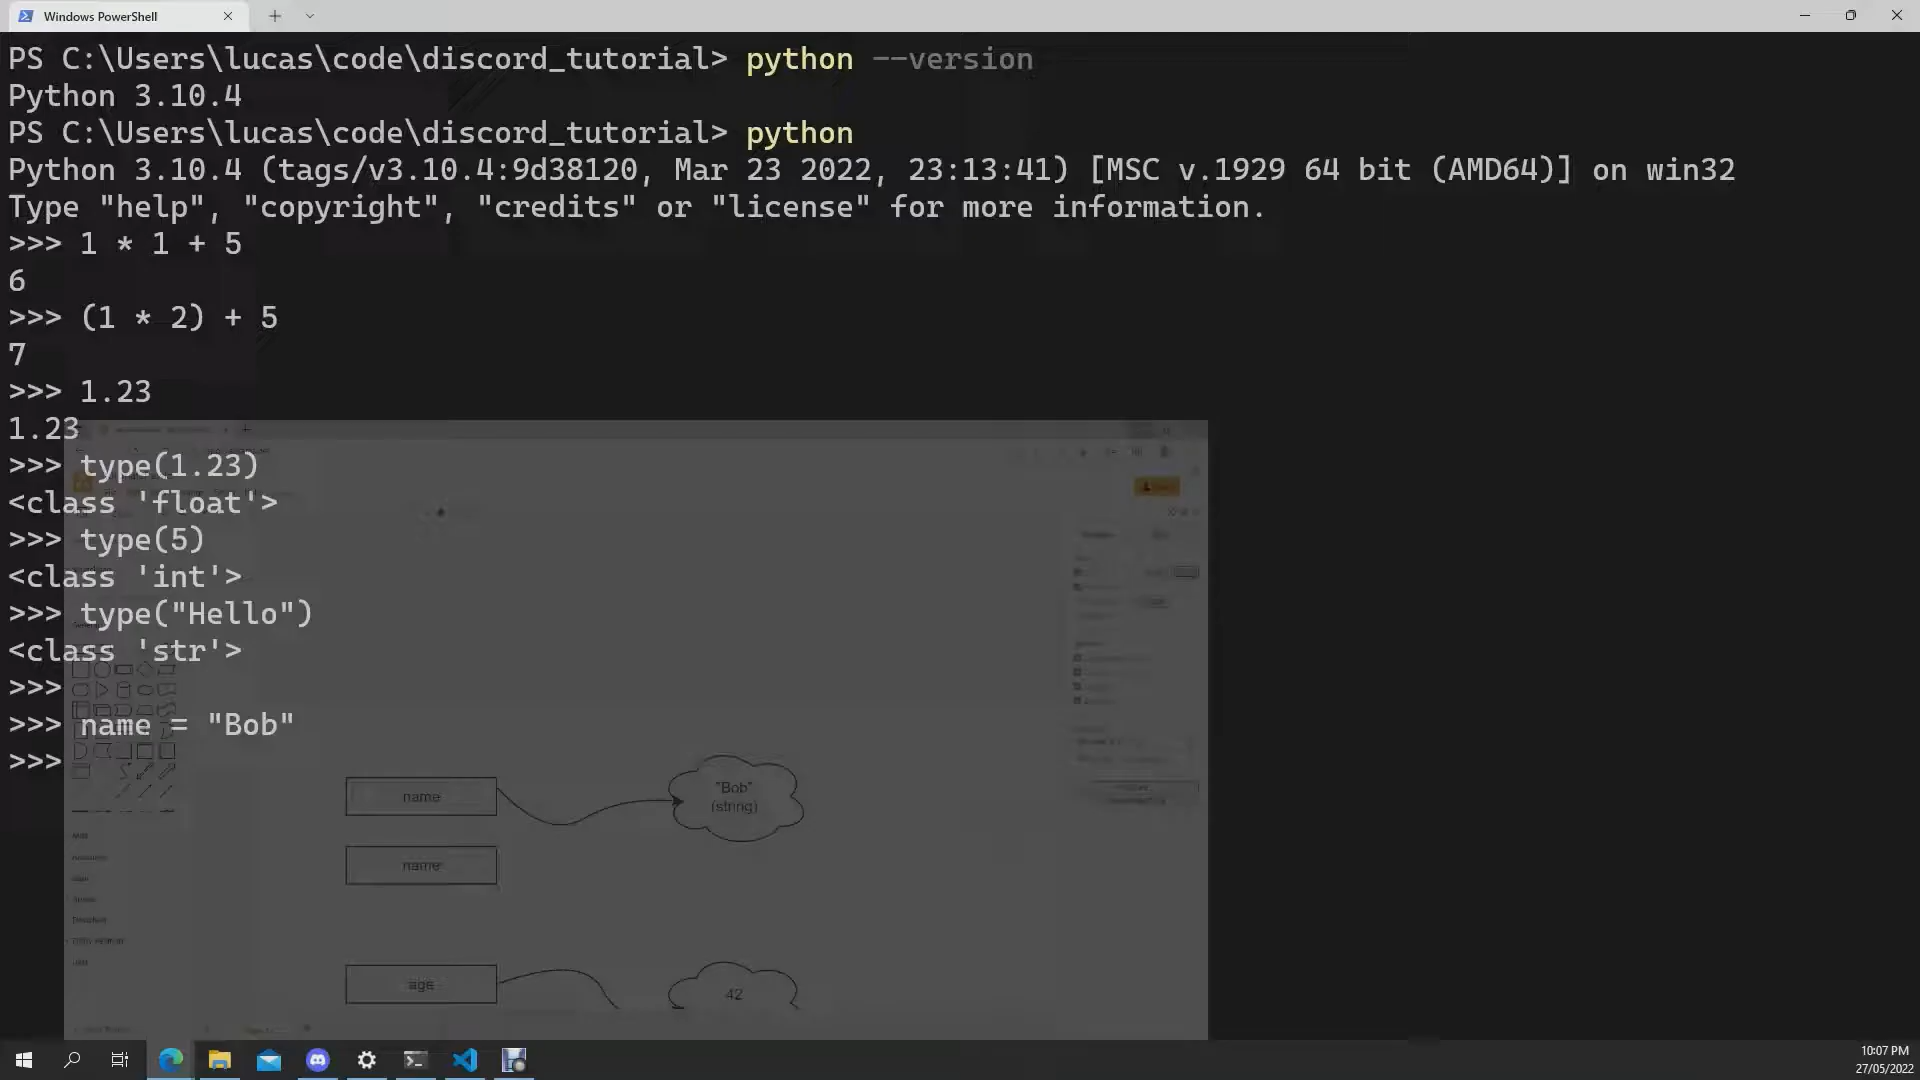 Windows PowerShell
PS C:\Users\lucas\code\discord_tutorial> python --version
Python 3.10.4
PS C:\Users\lucas\code\discord_tutorial> python
Python 3.10.4 (tags/v3.10.4:9d38120, Mar 23 2022, 23:13:41) [MSC v.1929 64 bit (AMD64)] on win32
Type "help", "copyright", "credits" or "license" for more information.
>>> 1 * 1 + 5
6
>>> (1 * 2) + 5
7
>>> 1.23
1.23
>>> type(1.23)
<class 'float'>
>>> type(5)
<class 'int'>
>>> type("Hello")
<class 'str'>
>>>
>>> name = "Bob"
>>>
name
"Bob"
(string)
name
age
42
10:07 PM
27/05/2022